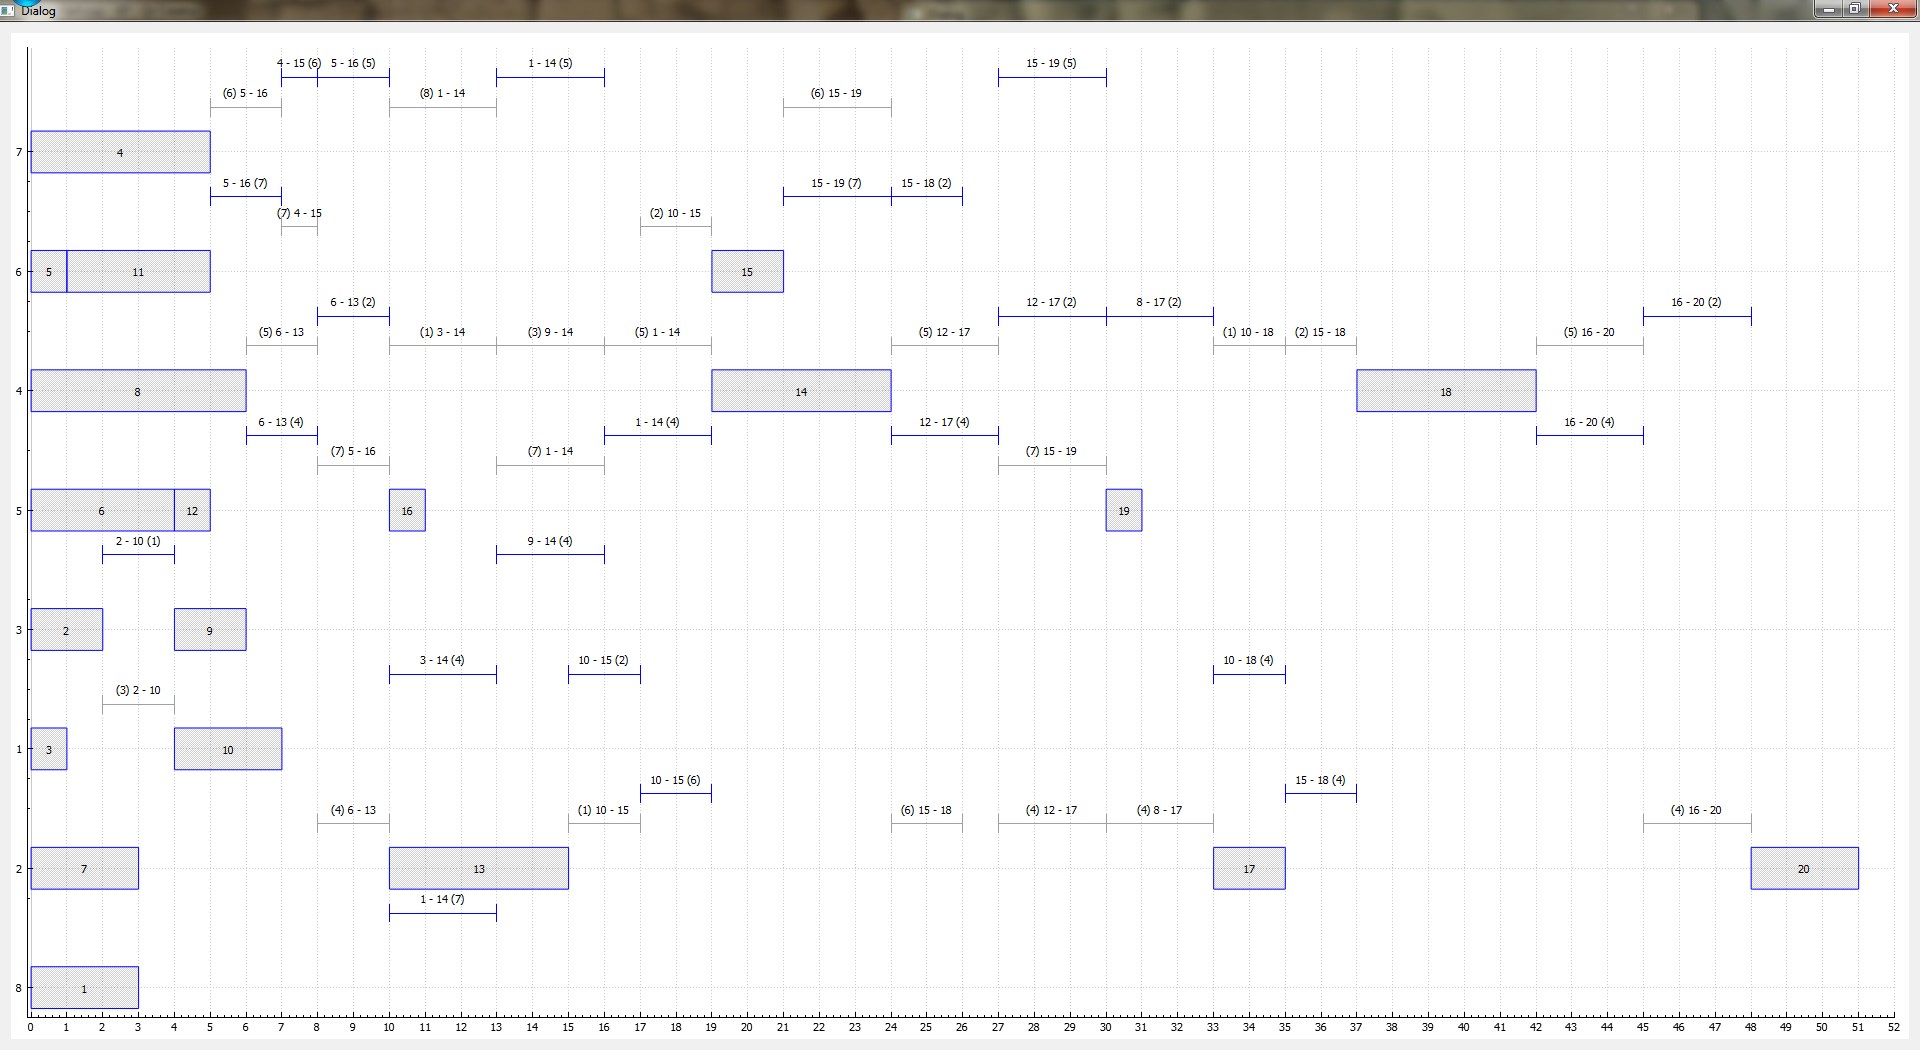 Dialog
4 - 15 (6) 5 - 16 (5) 1 - 14 (5) 15 - 19 (5)
(6) 5 - 16 (8) 1 - 14 (6) 15 - 19
7 4
5 - 16 (7) 15 - 19 (7) 15 - 18 (2)
(7) 4 - 15 (2) 10 - 15
6 5 11 15
6 - 13 (2) 12 - 17 (2) 8 - 17 (2) 16 - 20 (2)
(5) 6 - 13 (1) 3 - 14 (3) 9 - 14 (5) 1 - 14 (5) 12 - 17 (1) 10 - 18 (2) 15 - 18 (5) 16 - 20
4 8 14 18
6 - 13 (4) 1 - 14 (4) 12 - 17 (4) 16 - 20 (4)
(7) 5 - 16 (7) 1 - 14 (7) 15 - 19
5 6 12 16 19
2 - 10 (1) 9 - 14 (4)
3 2 9
3 - 14 (4) 10 - 15 (2) 10 - 18 (4)
(3) 2 - 10
1 3 10
10 - 15 (6) 15 - 18 (4)
(4) 6 - 13 (1) 10 - 15 (6) 15 - 18 (4) 12 - 17 (4) 8 - 17 (4) 16 - 20
2 7 13 17 20
1 - 14 (7)
8 1
0 1 2 3 4 5 6 7 8 9 10 11 12 13 14 15 16 17 18 19 20 21 22 23 24 25 26 27 28 29 30 31 32 33 34 35 36 37 38 39 40 41 42 43 44 45 46 47 48 49 50 51 52